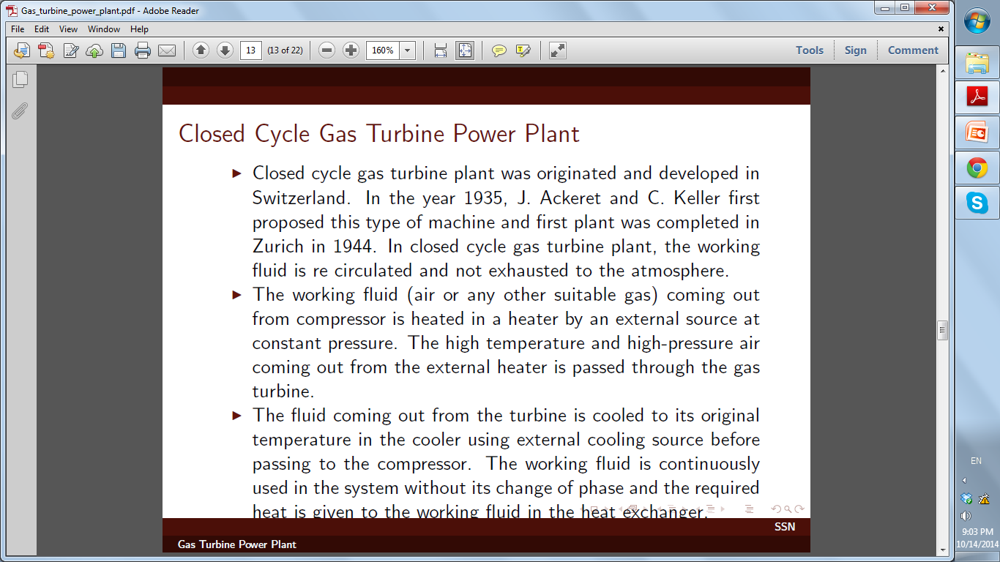 Gas_turbine_power_plant.pdf - Adobe Reader
File Edit View Window Help
13 (13 of 22) 160% Tools Sign Comment
Closed Cycle Gas Turbine Power Plant
Closed cycle gas turbine plant was originated and developed in
Switzerland. In the year 1935, J. Ackeret and C. Keller first
proposed this type of machine and first plant was completed in
Zurich in 1944. In closed cycle gas turbine plant, the working
fluid is re circulated and not exhausted to the atmosphere.
The working fluid (air or any other suitable gas) coming out
from compressor is heated in a heater by an external source at
constant pressure. The high temperature and high-pressure air
coming out from the external heater is passed through the gas
turbine.
The fluid coming out from the turbine is cooled to its original
temperature in the cooler using external cooling source before
passing to the compressor. The working fluid is continuously
used in the system without its change of phase and the required
heat is given to the working fluid in the heat exchanger.
SSN
Gas Turbine Power Plant
EN
9:03 PM
10/14/2014